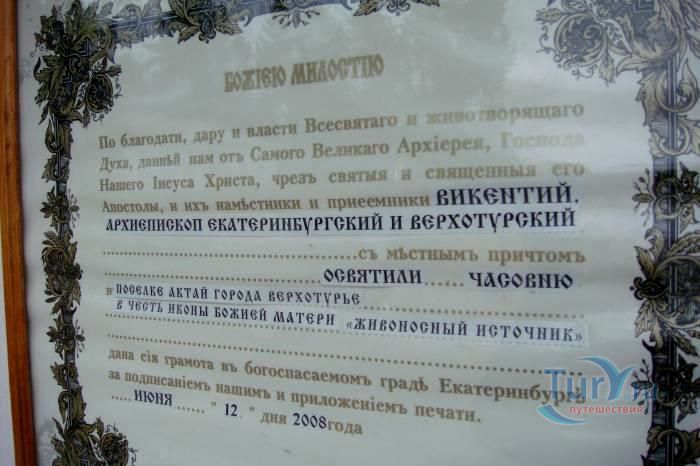 БОЖІЕЮ МИЛОСТІЮ
По благодати, дару и власти Всесвятаго и животворящаго
Духа, даннѣй нам отъ Самого Великаго Архіерея, Господа
Нашего Іисуса Христа, чрезъ святыя и священныя его
Апостолы, и ихъ намѣстники и приеемники ВИКЕНТИЙ,
АРХИЕПИСКОП ЕКАТЕРИНБУРГСКИЙ И ВЕРХОТУРСКИЙ
съ мѣстнымъ причтомъ
ОСВЯТИЛИ ЧАСОВНЮ
в ПОСЕЛКЕ АКТАЙ ГОРОДА ВЕРХОТУРЬЕ
В ЧЕСТЬ ИКОНЫ БОЖИЕЙ МАТЕРИ «ЖИВОНОСНЫЙ ИСТОЧНИК»
дана сія грамота въ богоспасаемомъ градѣ Екатеринбургѣ
за подписаніемъ нашимъ и приложеніемъ печати.
ИЮНЯ " 12 " дня 2008 года
Tury.ru
путешествия